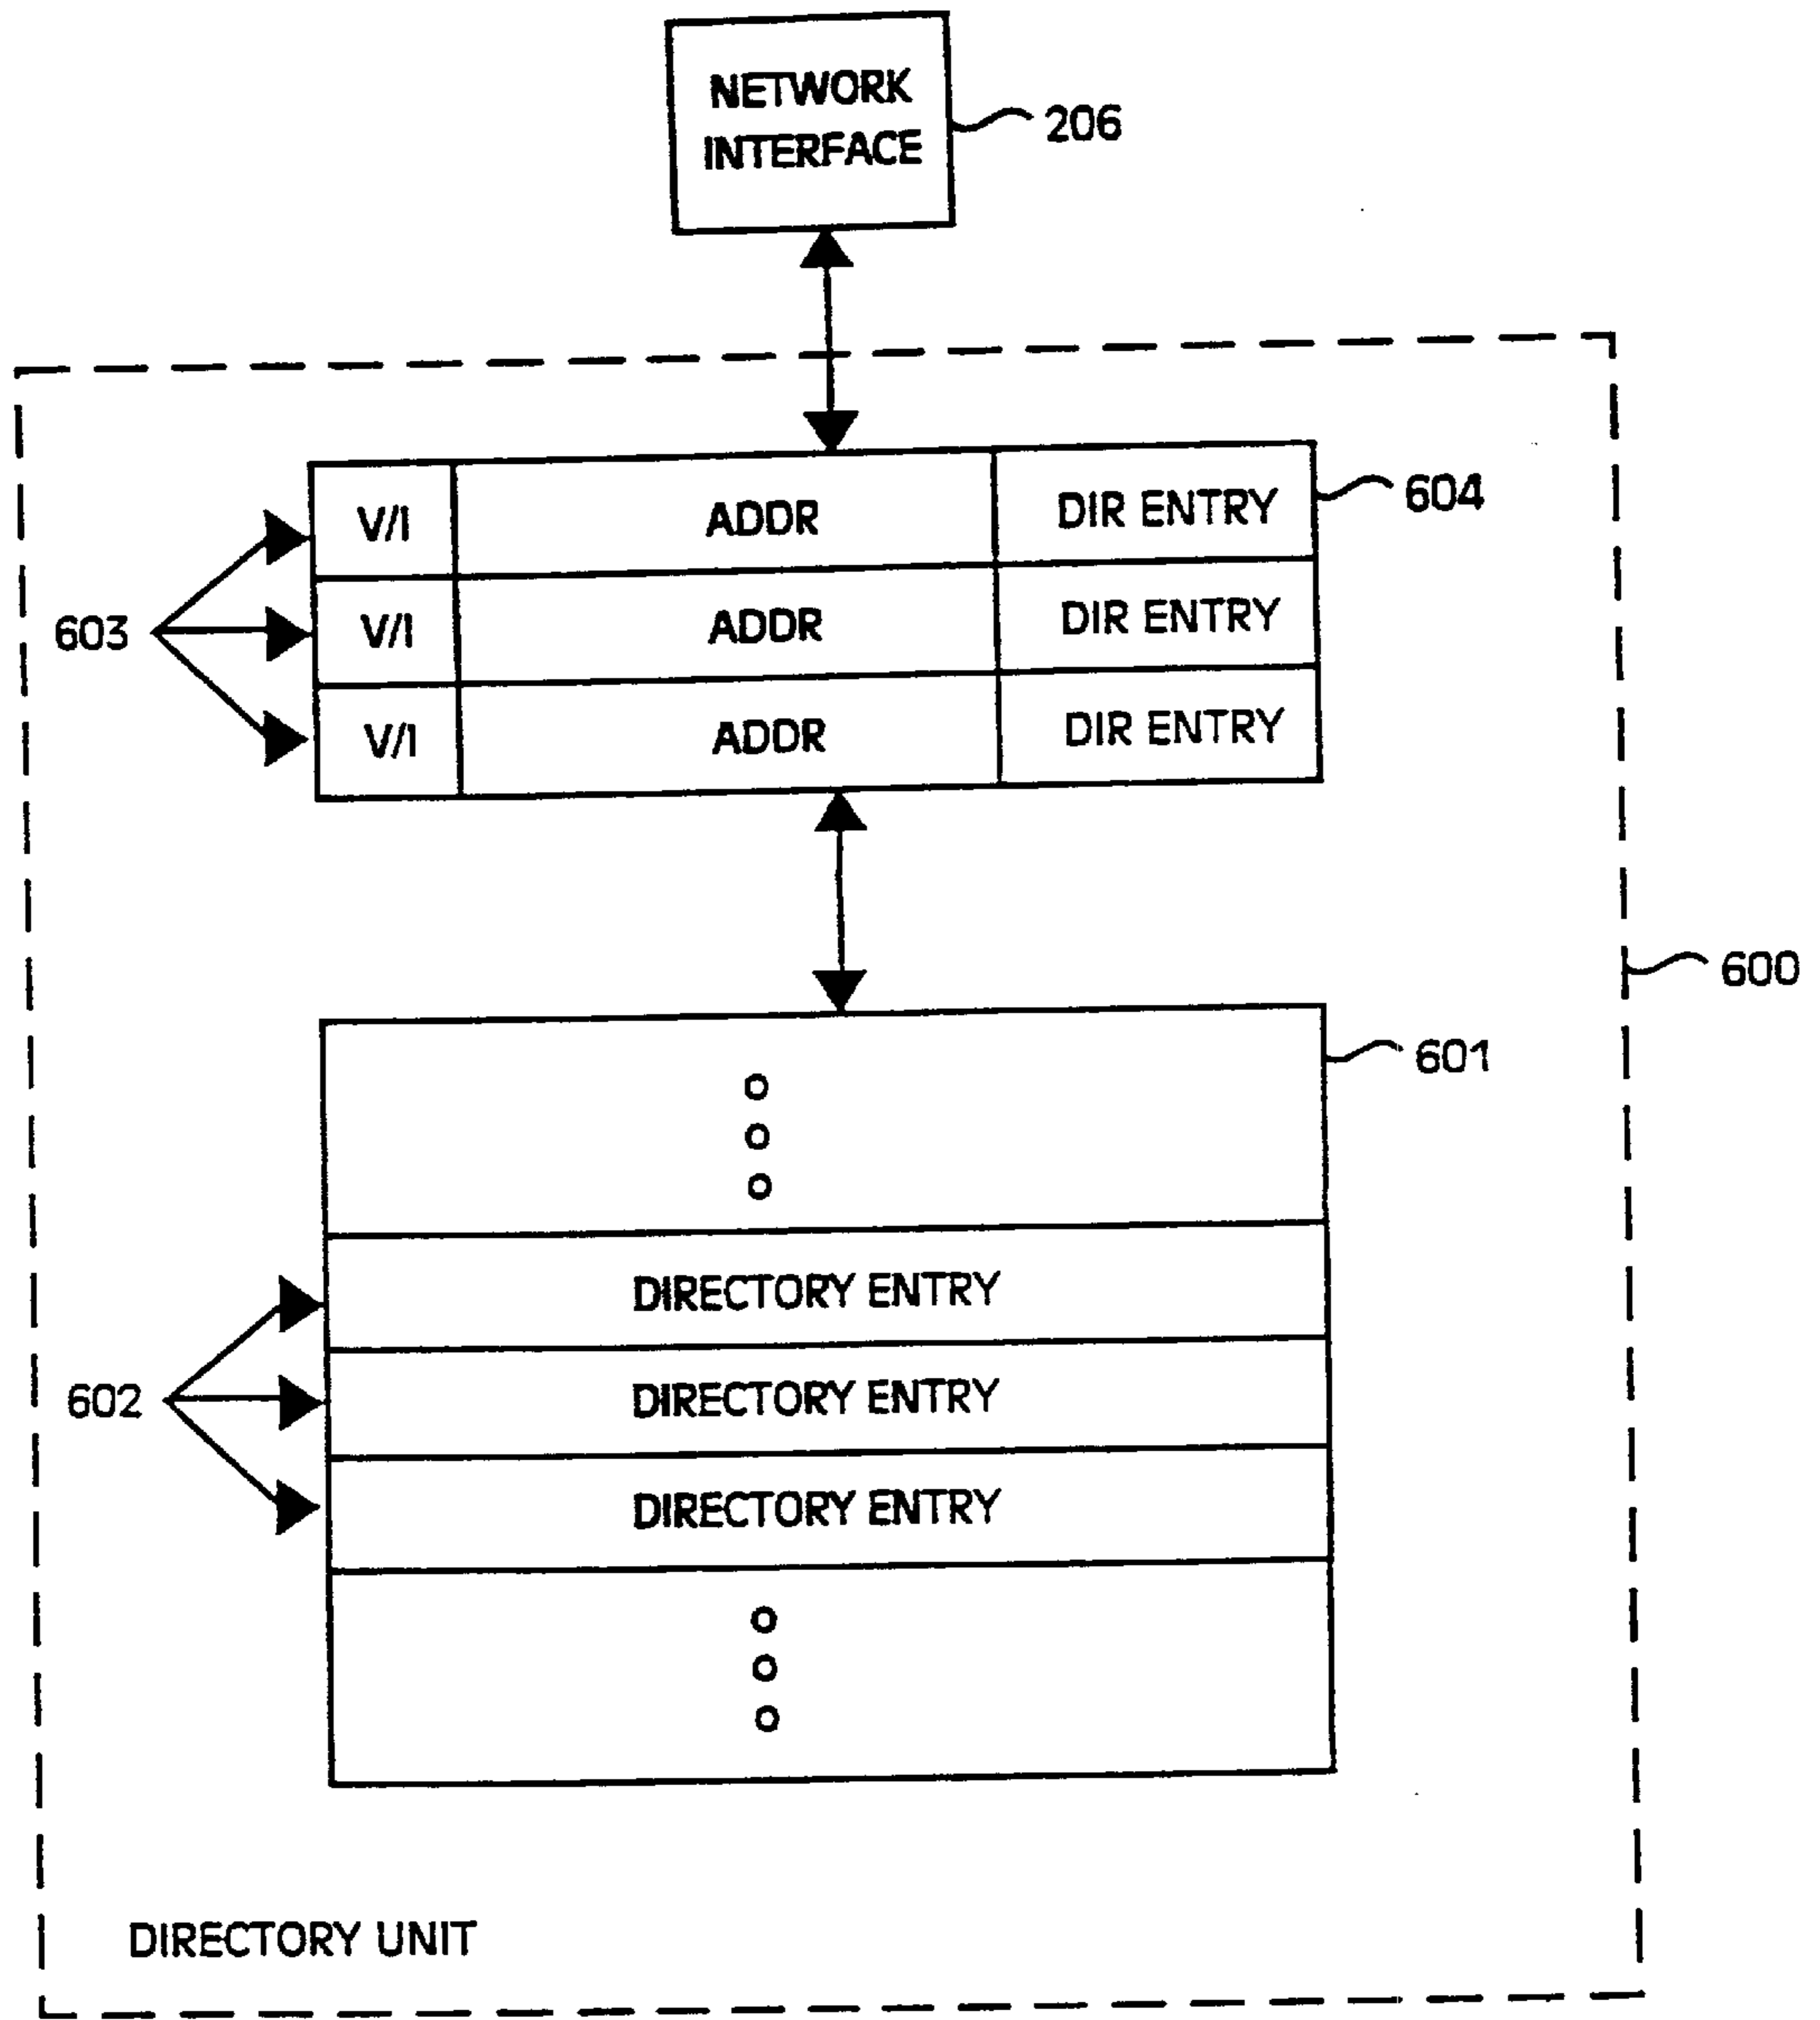 NETWORK
INTERFACE
206
V/I ADDR DIR ENTRY 604
603 V/I ADDR DIR ENTRY
V/I ADDR DIR ENTRY
600
601
DIRECTORY ENTRY
602 DIRECTORY ENTRY
DIRECTORY ENTRY
DIRECTORY UNIT